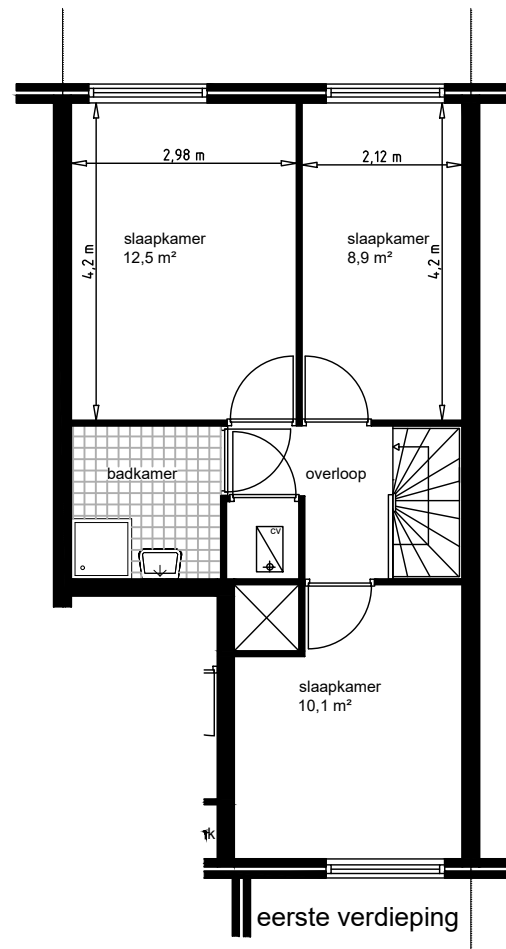 2,98 m
2,12 m
slaapkamer
12,5 m²
slaapkamer
8,9 m²
4,2 m
4,2 m
badkamer
overloop
CV
slaapkamer
10,1 m²
eerste verdieping